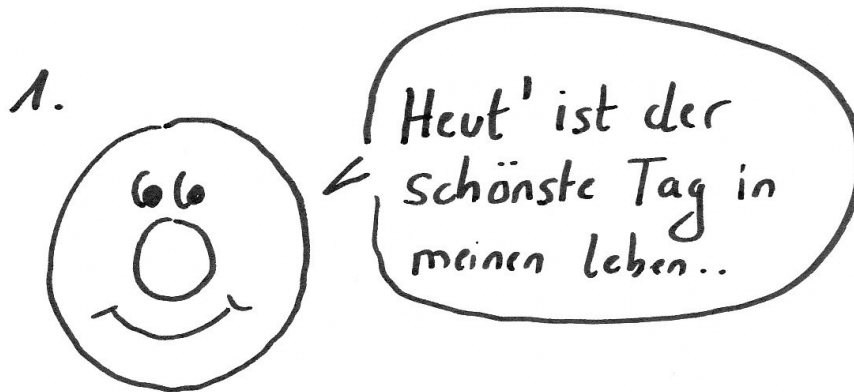 1.
Heut' ist der
schönste Tag in
meinen leben..